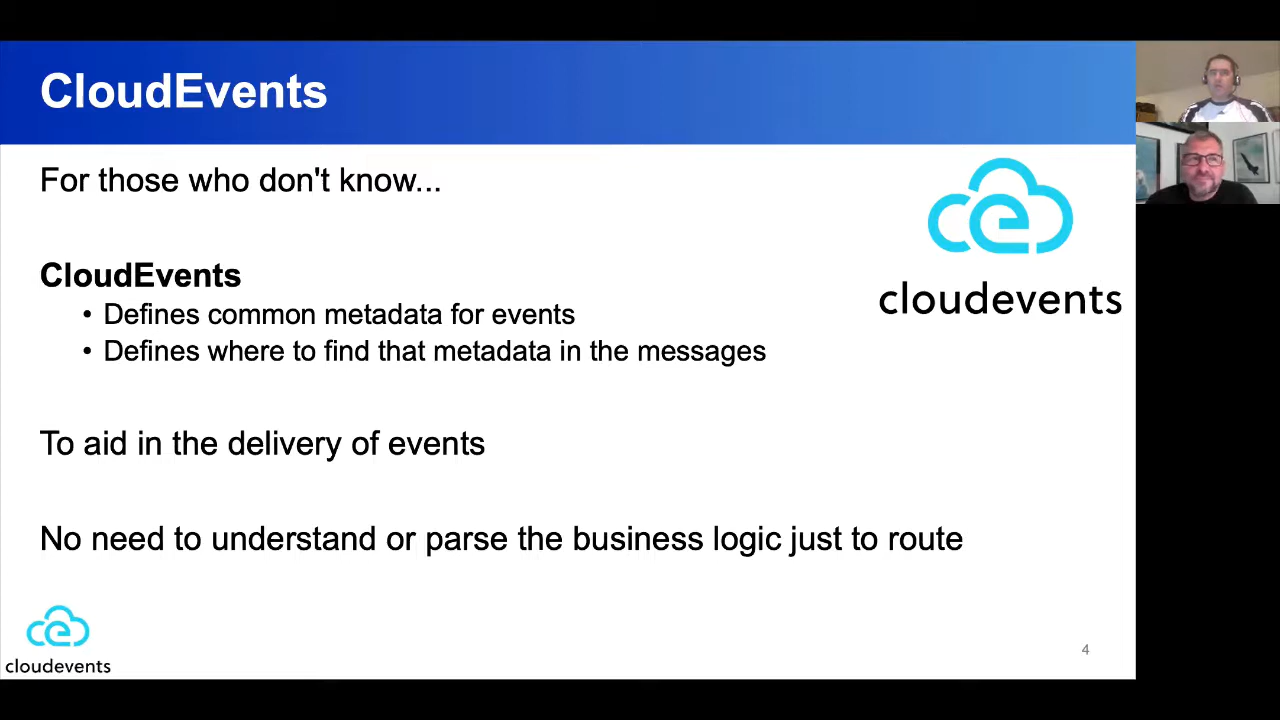 CloudEvents
For those who don't know...
cloudevents
CloudEvents
• Defines common metadata for events
• Defines where to find that metadata in the messages
To aid in the delivery of events
No need to understand or parse the business logic just to route
cloudevents
4